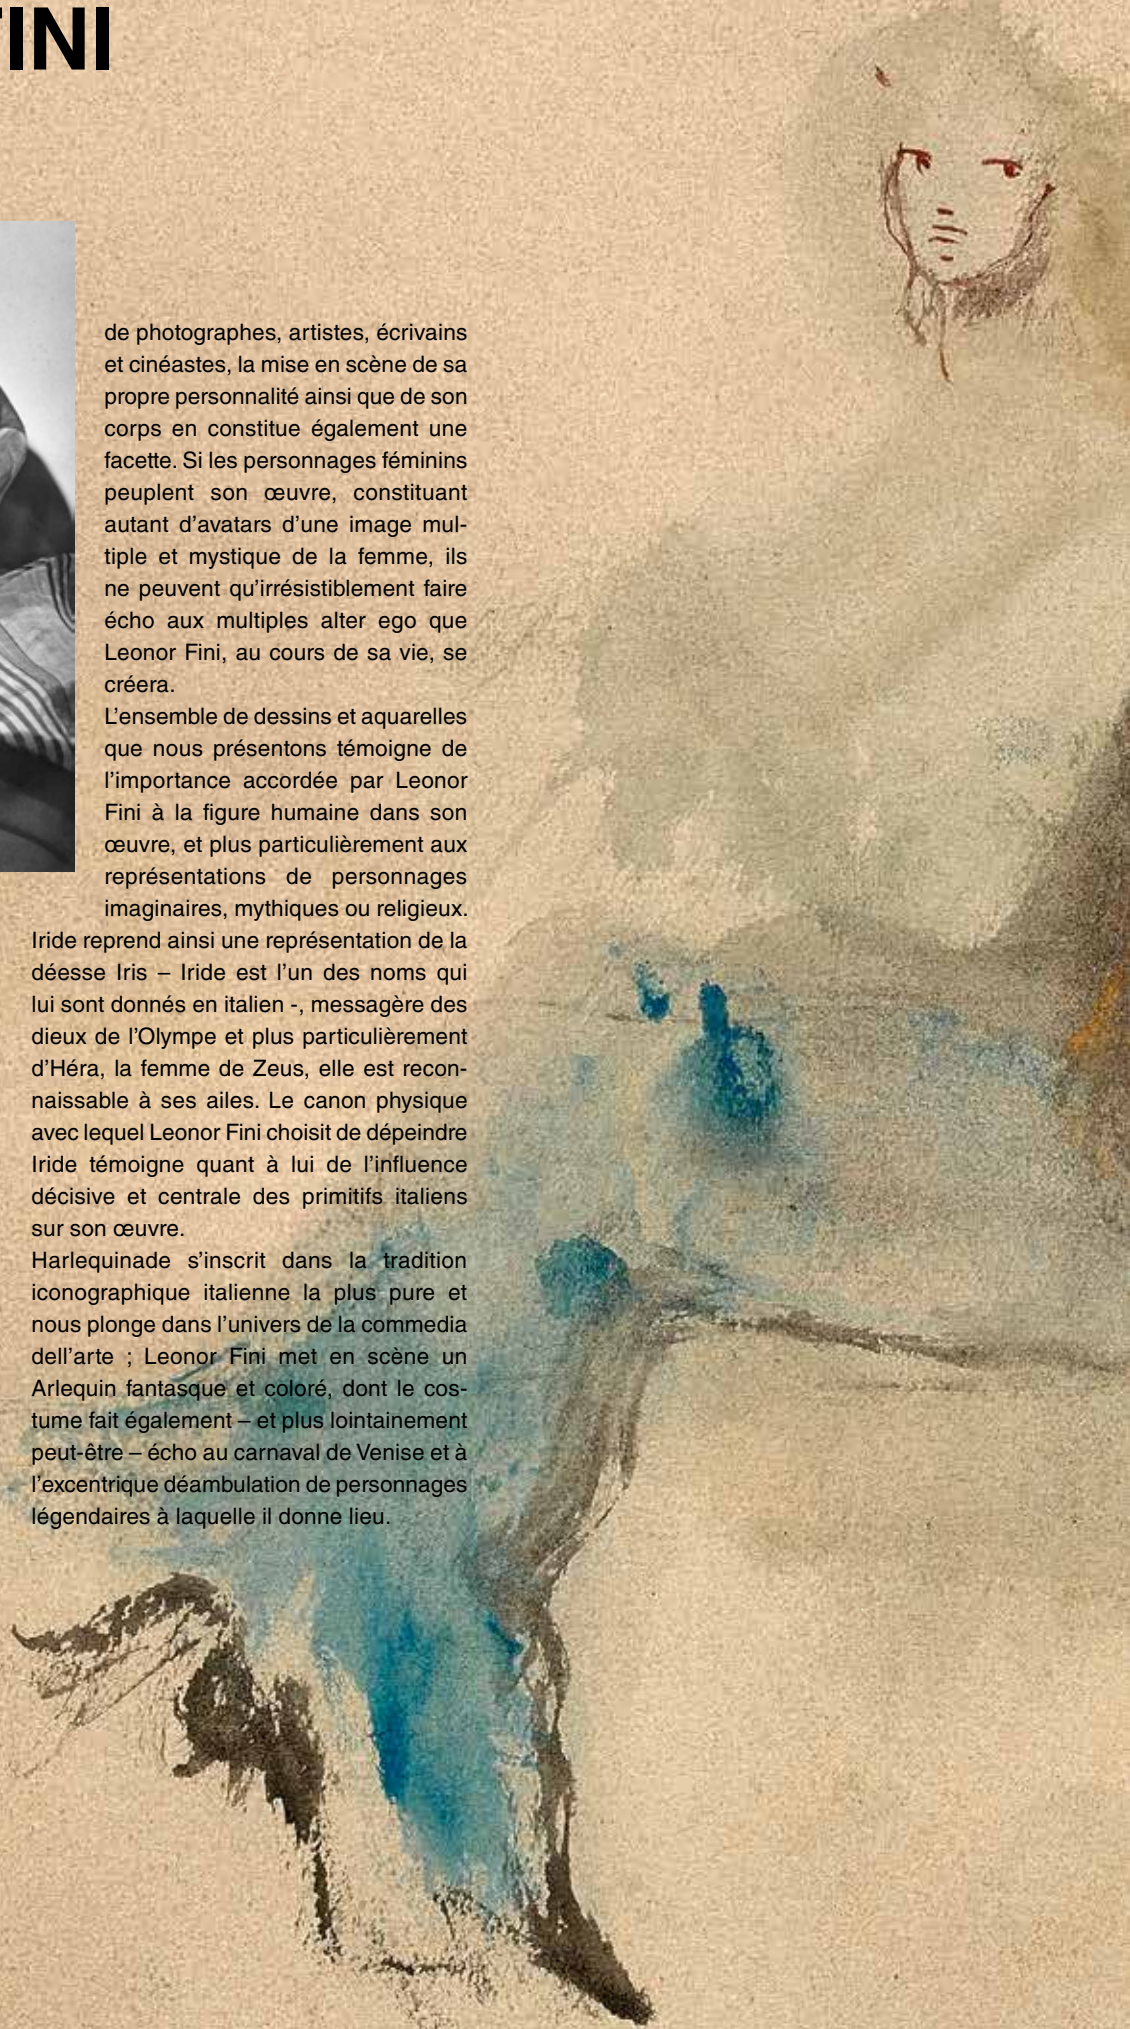 FINI
de photographes, artistes, écrivains
et cinéastes, la mise en scène de sa
propre personnalité ainsi que de son
corps en constitue également une
facette. Si les personnages féminins
peuplent son œuvre, constituant
autant d’avatars d’une image mul-
tiple et mystique de la femme, ils
ne peuvent qu’irrésistiblement faire
écho aux multiples alter ego que
Leonor Fini, au cours de sa vie, se
créera.
L’ensemble de dessins et aquarelles
que nous présentons témoigne de
l’importance accordée par Leonor
Fini à la figure humaine dans son
œuvre, et plus particulièrement aux
représentations de personnages
imaginaires, mythiques ou religieux.
Iride reprend ainsi une représentation de la
déesse Iris – Iride est l’un des noms qui
lui sont donnés en italien -, messagère des
dieux de l’Olympe et plus particulièrement
d’Héra, la femme de Zeus, elle est recon-
naissable à ses ailes. Le canon physique
avec lequel Leonor Fini choisit de dépeindre
Iride témoigne quant à lui de l’influence
décisive et centrale des primitifs italiens
sur son œuvre.
Harlequinade s’inscrit dans la tradition
iconographique italienne la plus pure et
nous plonge dans l’univers de la commedia
dell’arte ; Leonor Fini met en scène un
Arlequin fantasque et coloré, dont le cos-
tume fait également – et plus lointainement
peut-être – écho au carnaval de Venise et à
l’excentrique déambulation de personnages
légendaires à laquelle il donne lieu.